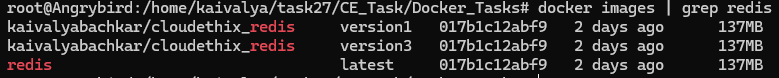 root@Angrybird:/home/kaivalya/task27/CE_Task/Docker_Tasks# docker images | grep redis
kaivalyabachkar/cloudethix_redis   version1   017b1c12abf9   2 days ago   137MB
kaivalyabachkar/cloudethix_redis   version3   017b1c12abf9   2 days ago   137MB
redis   latest   017b1c12abf9   2 days ago   137MB